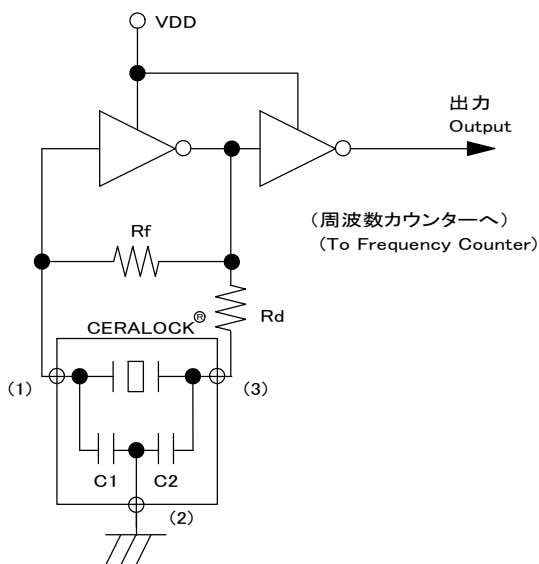 VDD
出力
Output
(周波数カウンターへ)
(To Frequency Counter)
Rf
Rd
CERALOCK®
(1)
(3)
C1
C2
(2)